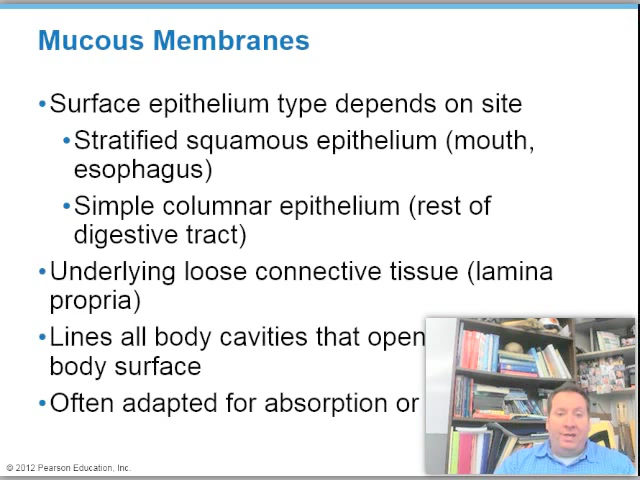 Mucous Membranes
•Surface epithelium type depends on site
•Stratified squamous epithelium (mouth,
esophagus)
•Simple columnar epithelium (rest of
digestive tract)
•Underlying loose connective tissue (lamina
propria)
•Lines all body cavities that open
body surface
•Often adapted for absorption or
© 2012 Pearson Education, Inc.